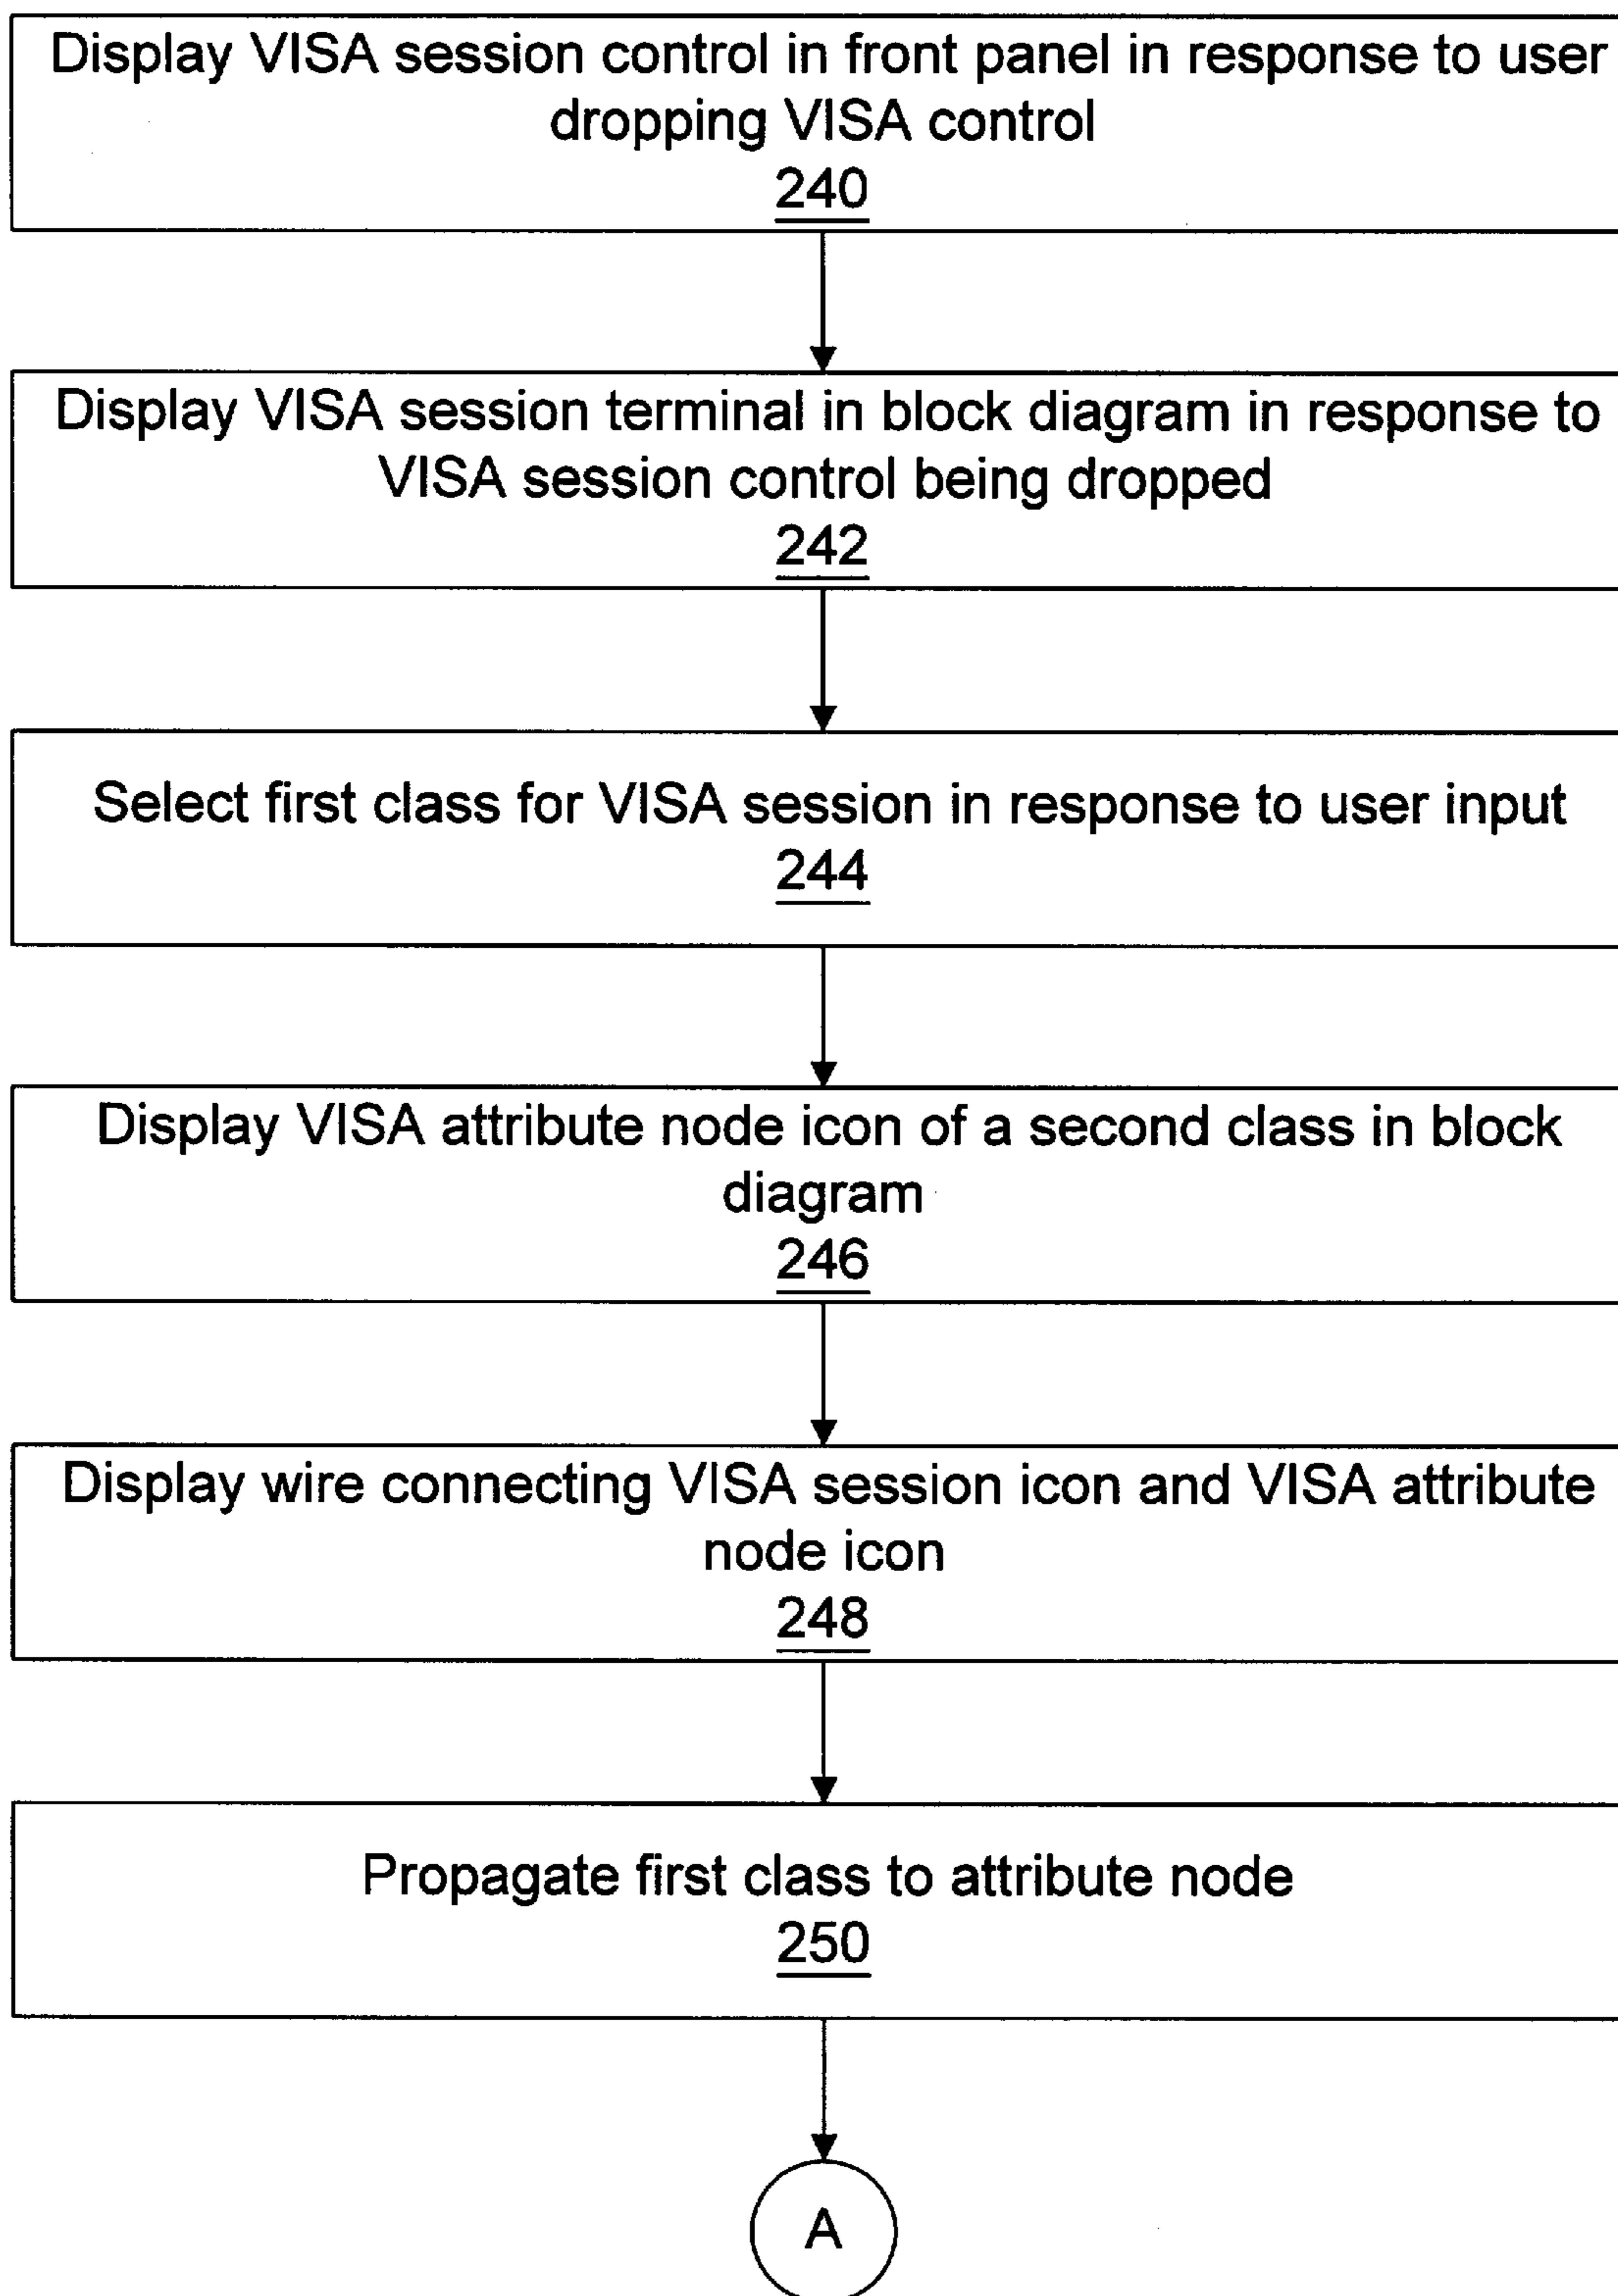 Display VISA session control in front panel in response to user
dropping VISA control
240
Display VISA session terminal in block diagram in response to
VISA session control being dropped
242
Select first class for VISA session in response to user input
244
Display VISA attribute node icon of a second class in block
diagram
246
Display wire connecting VISA session icon and VISA attribute
node icon
248
Propagate first class to attribute node
250
A